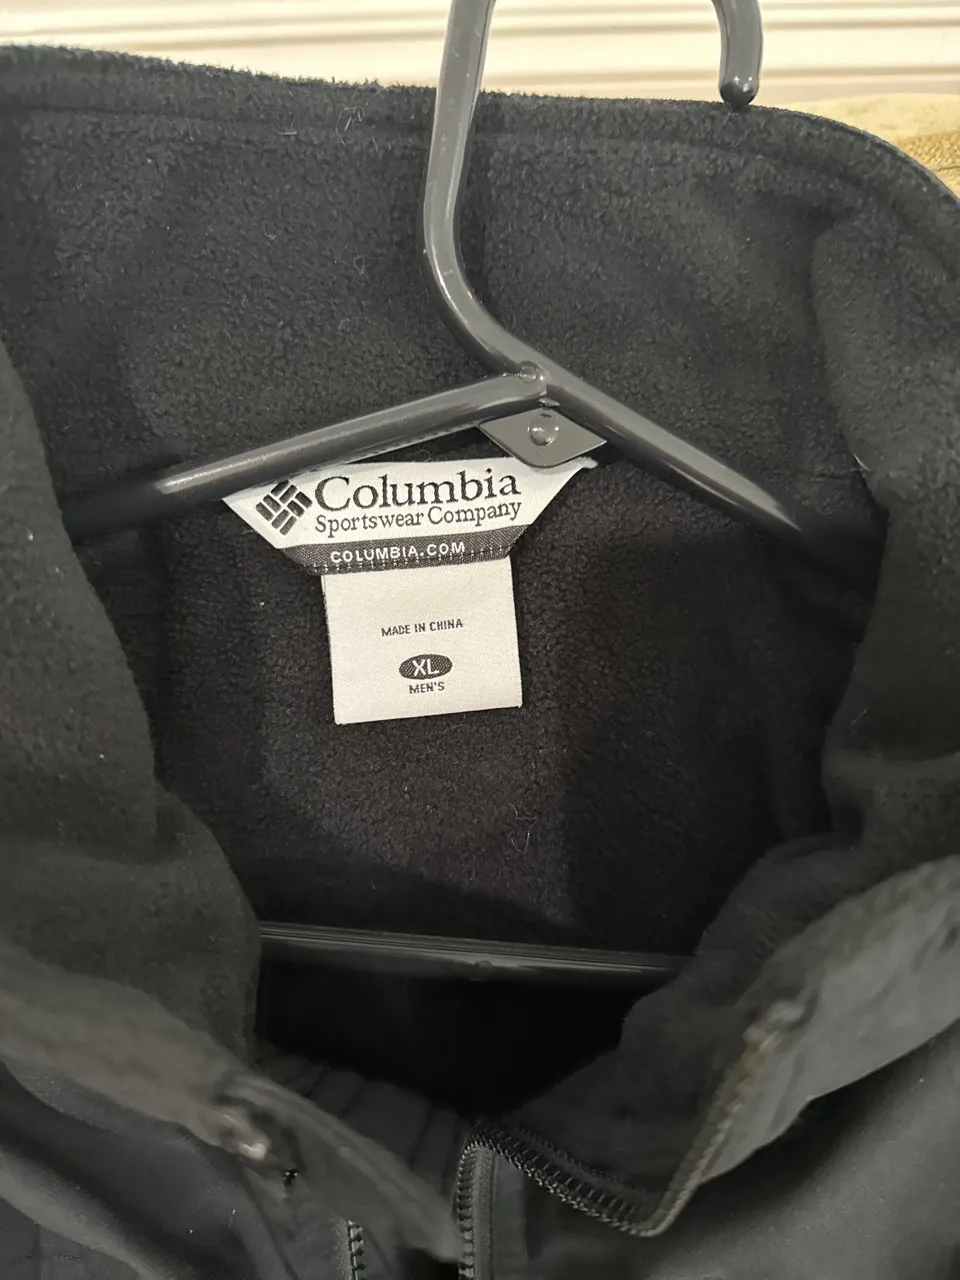 Columbia
Sportswear Company
COLUMBIA.COM
MADE IN CHINA
XL
MEN'S